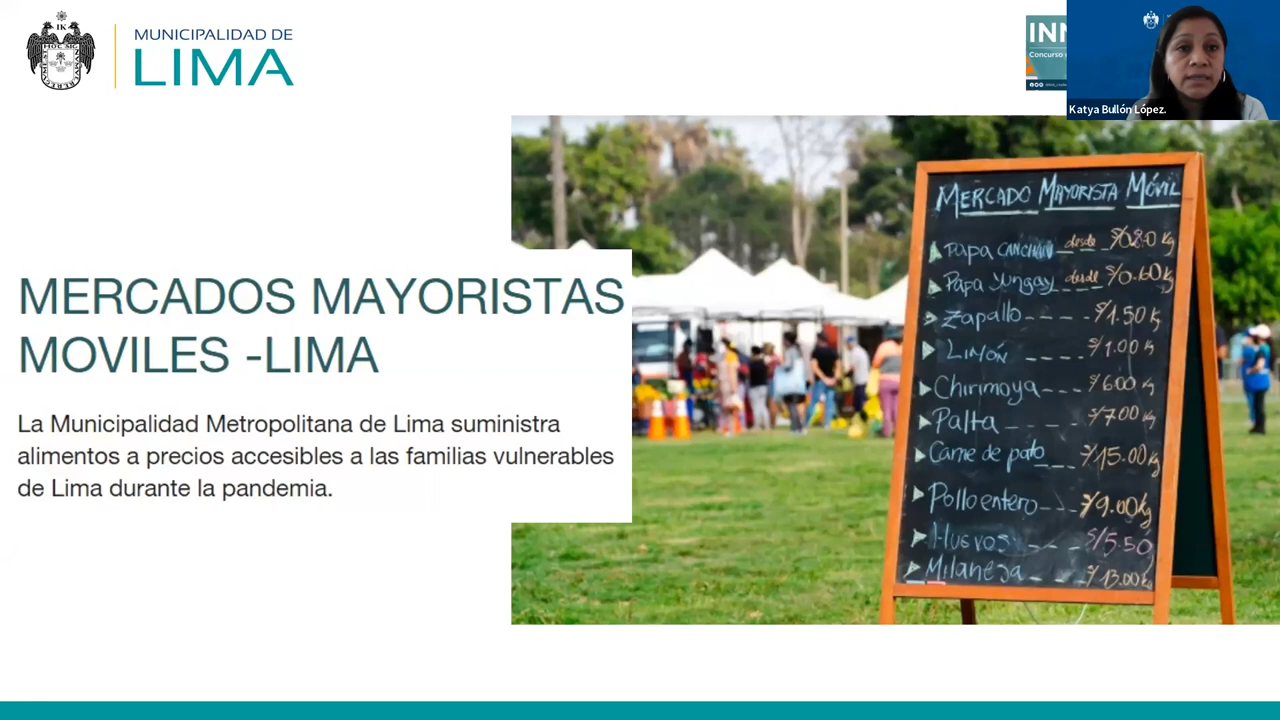 MUNICIPALIDAD DE
LIMA
Katya Bullón López.
MERCADOS MAYORISTAS
MOVILES -LIMA
La Municipalidad Metropolitana de Lima suministra
alimentos a precios accesibles a las familias vulnerables
de Lima durante la pandemia.
MERCADO MAYORISTA MÓVIL
Papa CANCHAN desde S/0.80 Kg
Papa Yungay desde S/0.60 Kg
Zapallo S/1.50 Kg
LIMÓN S/1.00 Kg
Chirimoya S/6.00 Kg
Palta S/7.00 Kg
Carne de pato S/15.00 Kg
Pollo entero S/9.00 Kg
Huevos S/5.50
Milanesa S/13.00 Kg